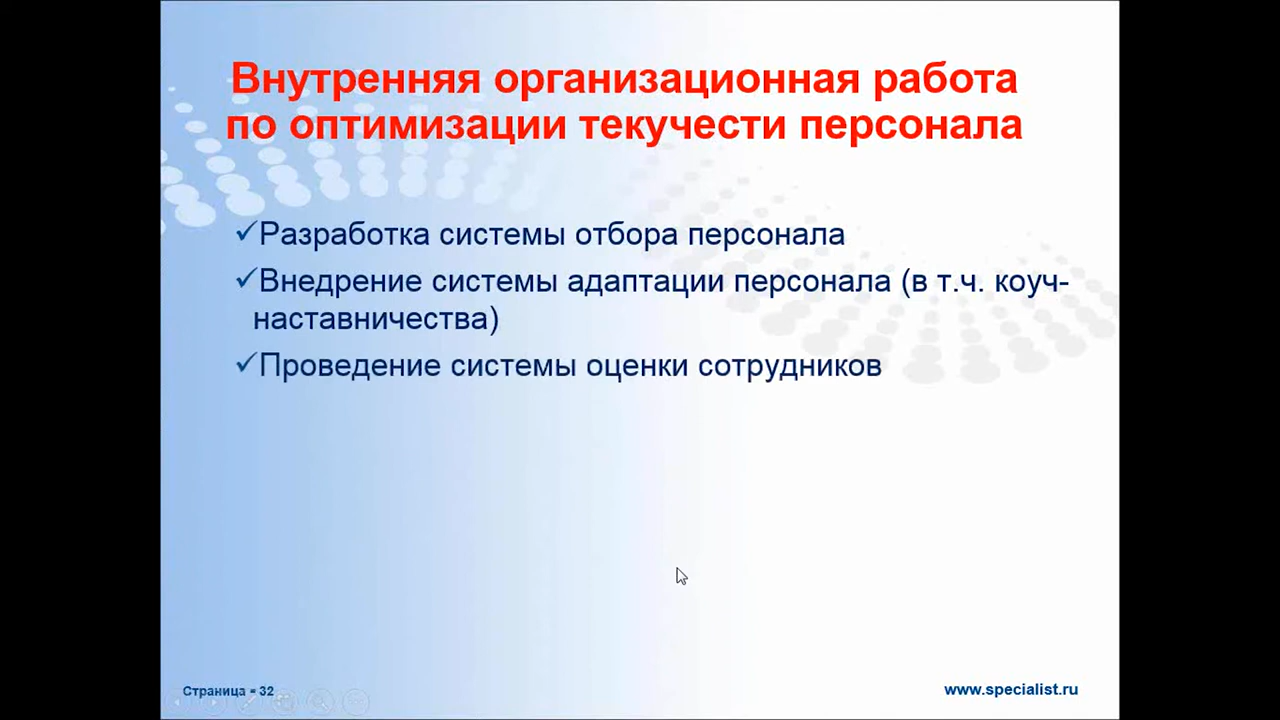 Внутренняя организационная работа
по оптимизации текучести персонала
✓Разработка системы отбора персонала
✓Внедрение системы адаптации персонала (в т.ч. коуч-
наставничества)
✓Проведение системы оценки сотрудников
Страница = 32
www.specialist.ru